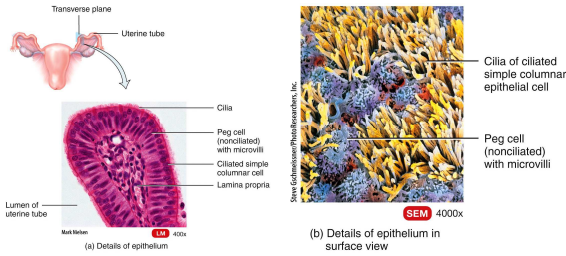 Transverse plane
Uterine tube
Cilia
Peg cell
(nonciliated)
with microvilli
Ciliated simple
columnar cell
Lamina propria
Lumen of
uterine tube
Mark Nielsen
LM 400x
(a) Details of epithelium
Steve Gschmeissner/PhotoResearchers, Inc.
Cilia of ciliated
simple columnar
epithelial cell
Peg cell
(nonciliated)
with microvilli
SEM 4000x
(b) Details of epithelium in
surface view